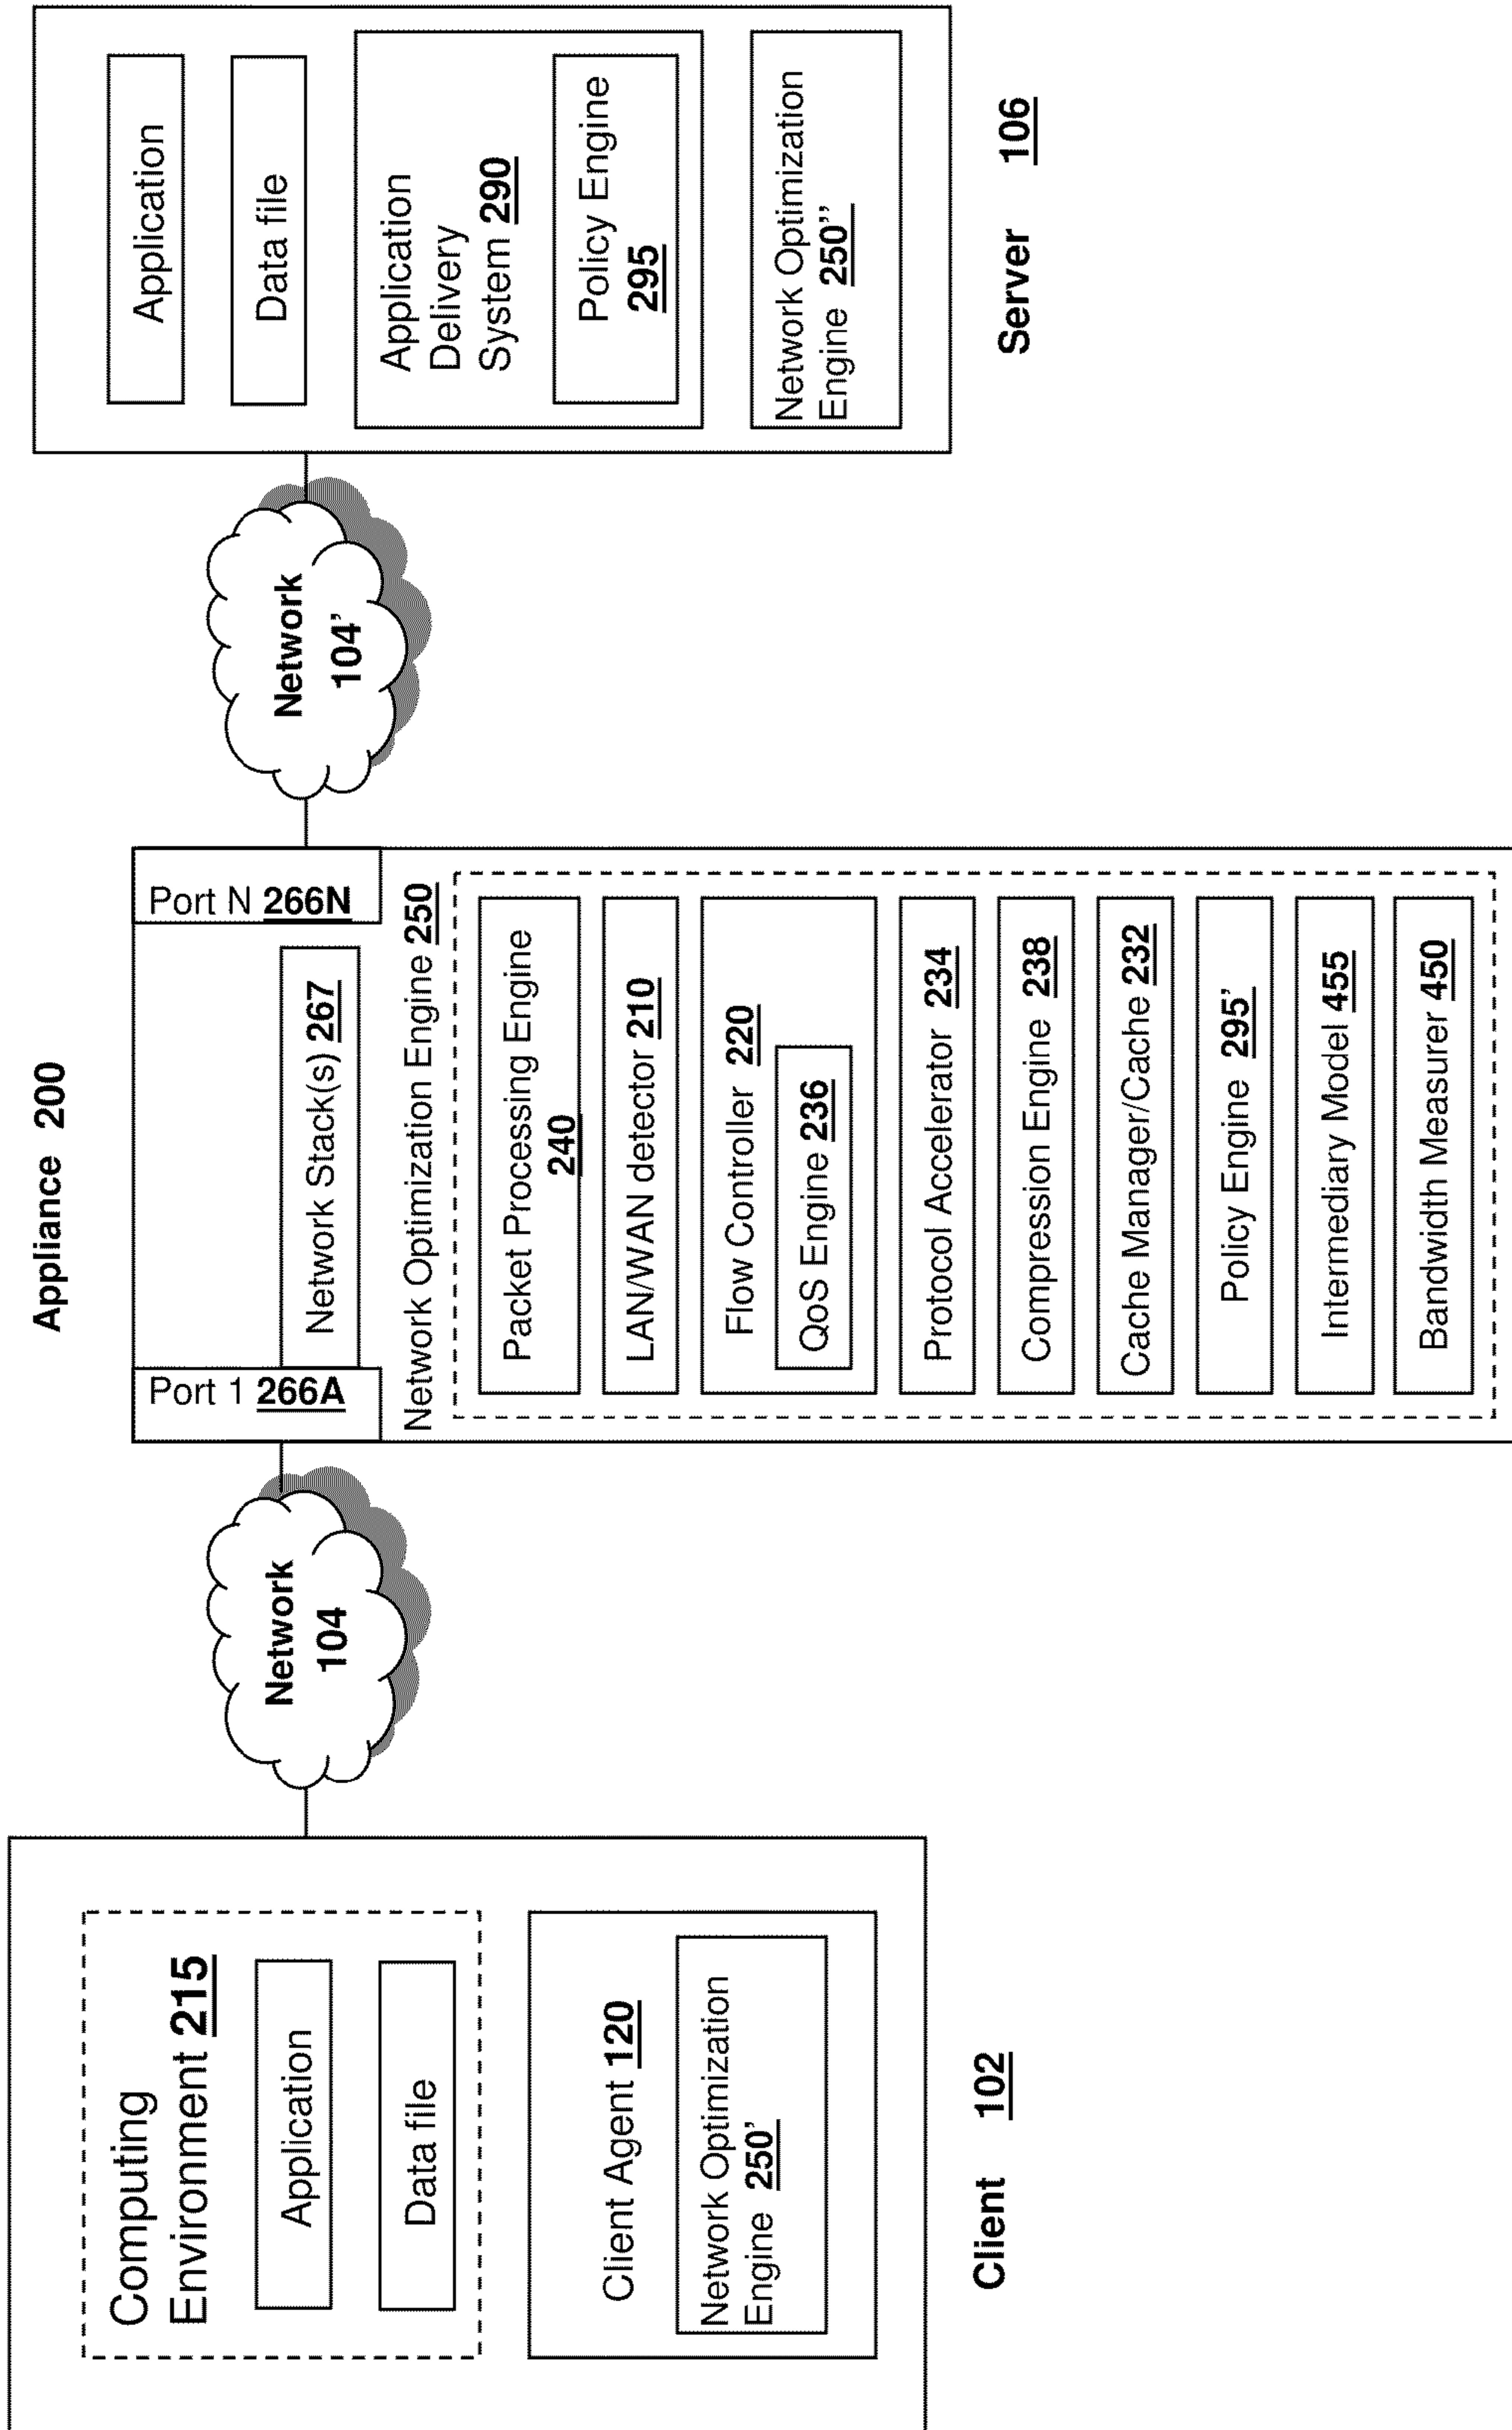 Appliance 200
Computing
Environment 215
Application
Data file
Client Agent 120
Network Optimization
Engine 250’
Client 102
Network
104
Port 1 266A
Port N 266N
Network Stack(s) 267
Network Optimization Engine 250
Packet Processing Engine
240
LAN/WAN detector 210
Flow Controller 220
QoS Engine 236
Protocol Accelerator 234
Compression Engine 238
Cache Manager/Cache 232
Policy Engine 295’
Intermediary Model 455
Bandwidth Measurer 450
Network
104’
Application
Data file
Application
Delivery
System 290
Policy Engine
295
Network Optimization
Engine 250’’
Server 106